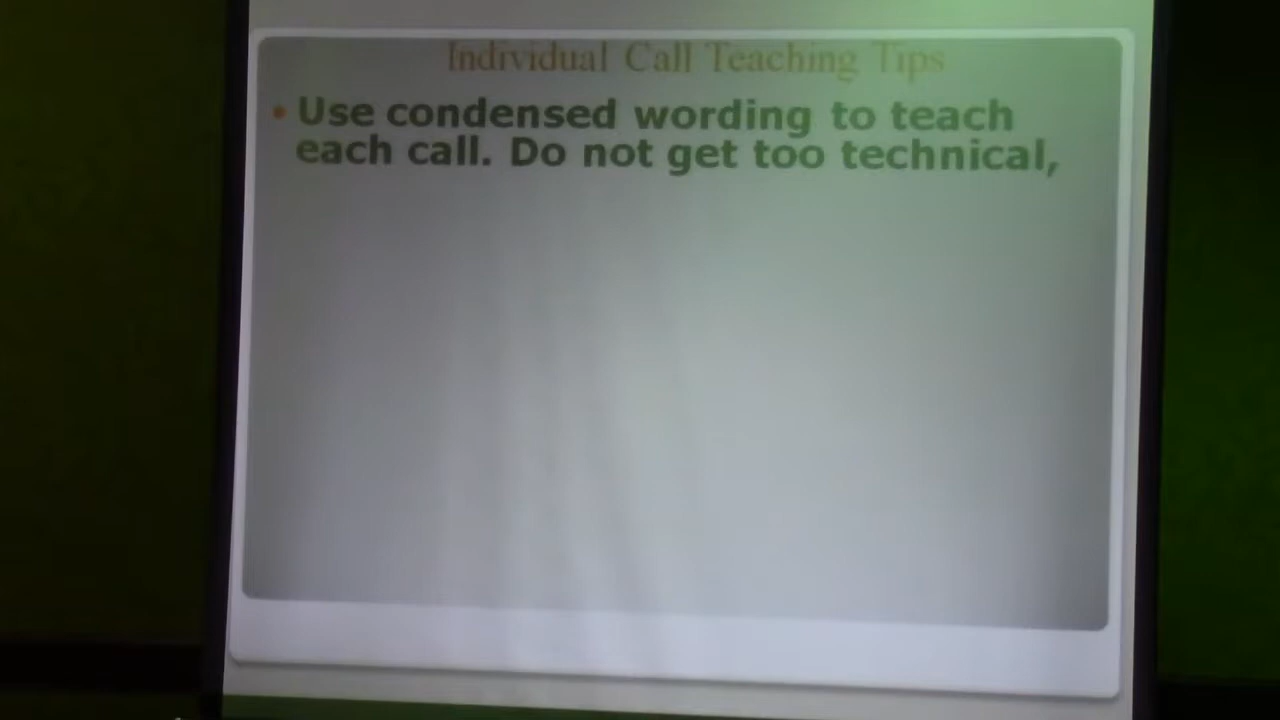 Individual Call Teaching Tips
• Use condensed wording to teach
each call. Do not get too technical,